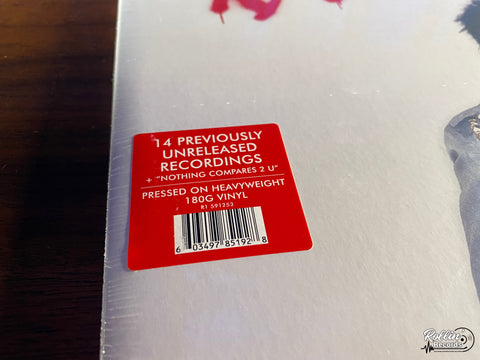 14 PREVIOUSLY
UNRELEASED
RECORDINGS
+ "NOTHING COMPARES 2 U"
PRESSED ON HEAVYWEIGHT
180G VINYL
R1 591253
6 03497 85192 8
Rollin'
Records